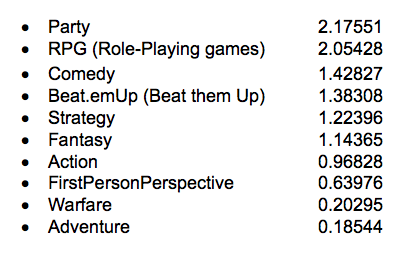 • Party 2.17551
• RPG (Role-Playing games) 2.05428
• Comedy 1.42827
• Beat.emUp (Beat them Up) 1.38308
• Strategy 1.22396
• Fantasy 1.14365
• Action 0.96828
• FirstPersonPerspective 0.63976
• Warfare 0.20295
• Adventure 0.18544